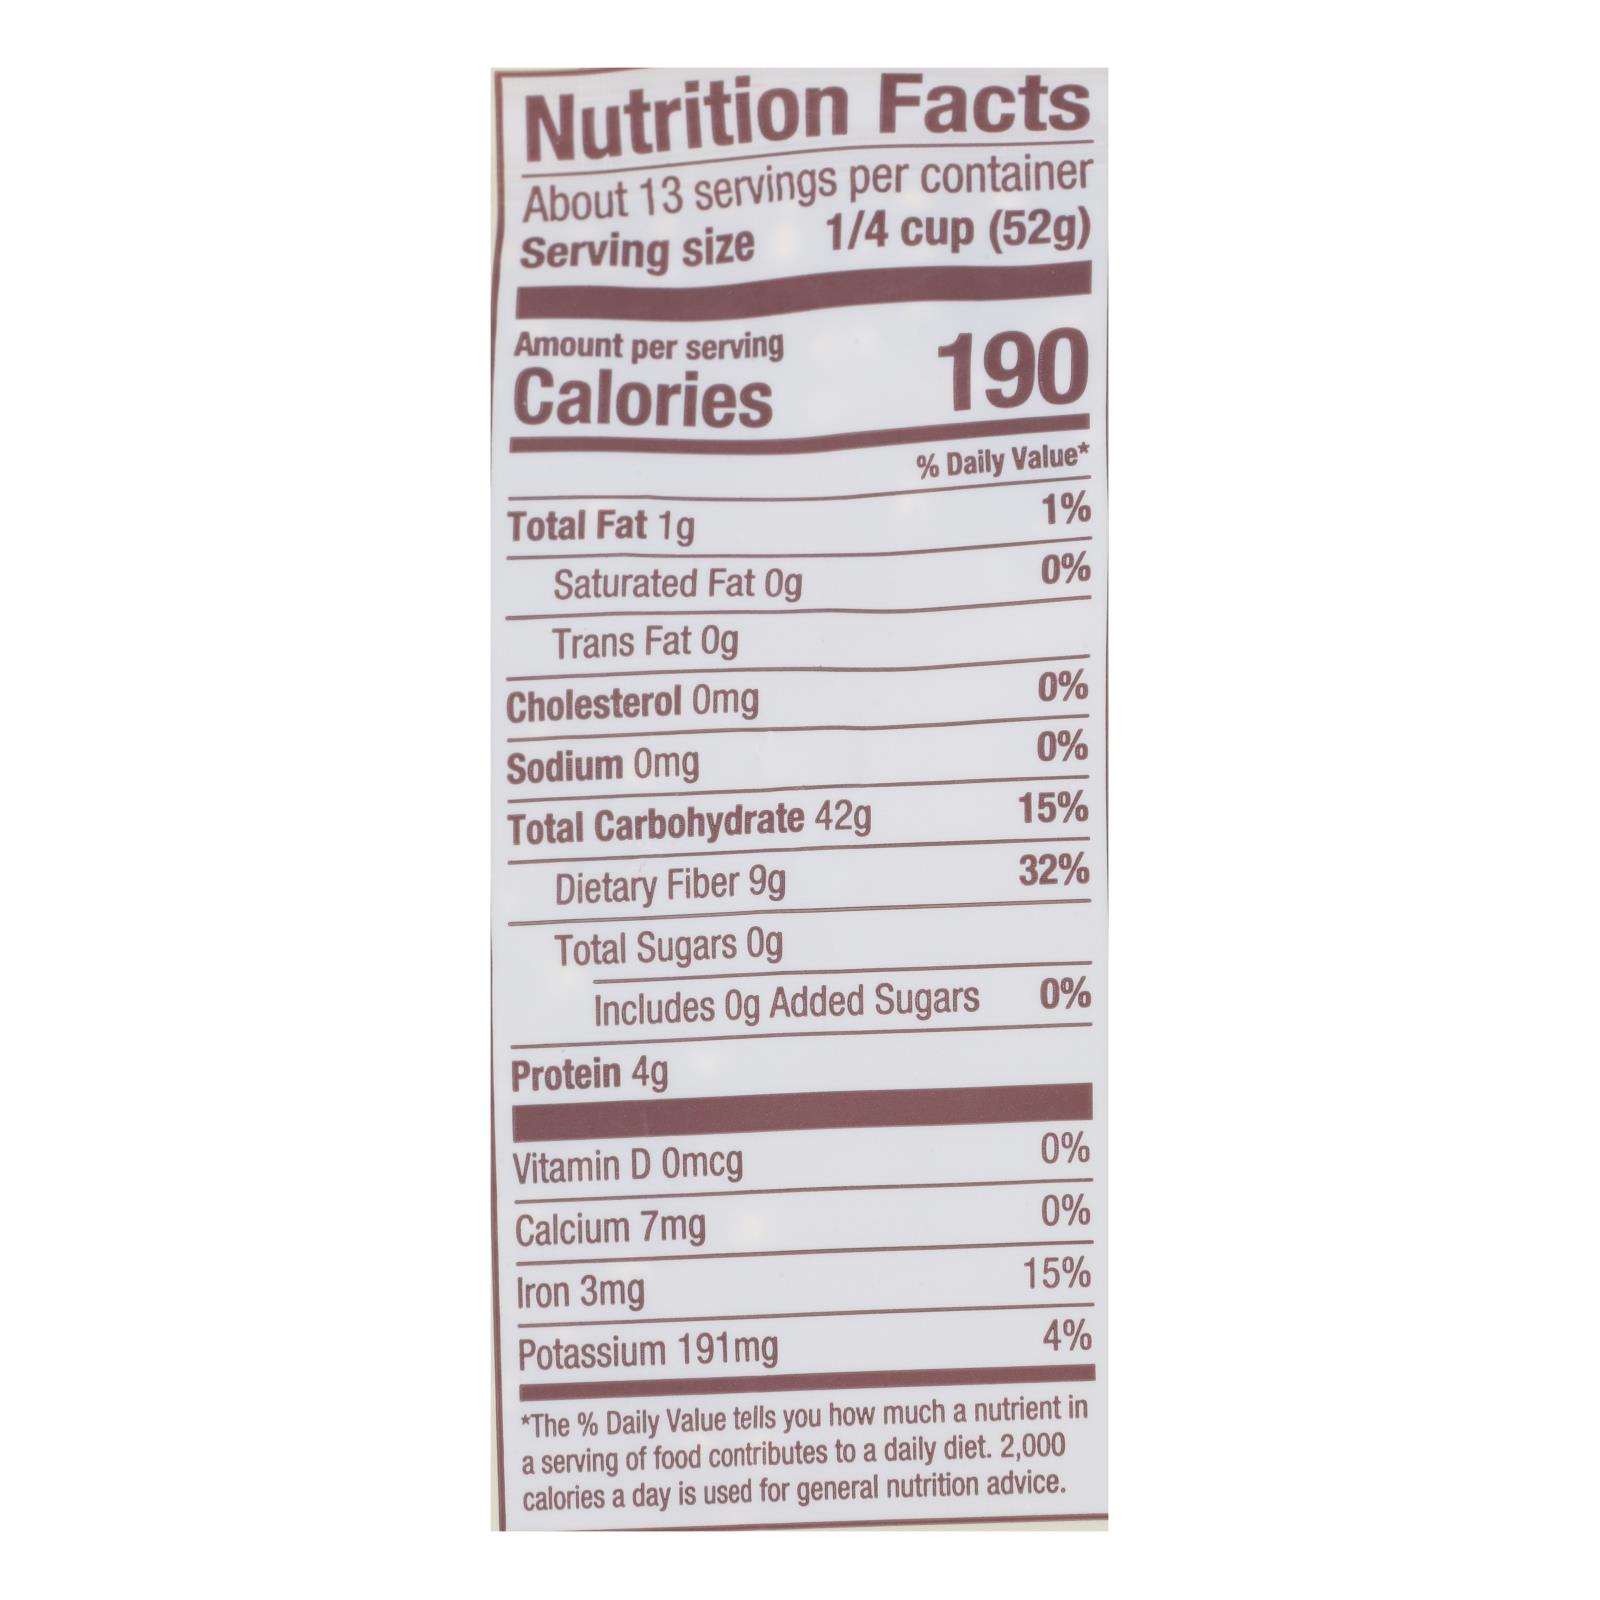 Nutrition Facts
About 13 servings per container
Serving size 1/4 cup (52g)
Amount per serving
Calories 190
% Daily Value*
Total Fat 1g 1%
Saturated Fat 0g 0%
Trans Fat 0g
Cholesterol 0mg 0%
Sodium 0mg 0%
Total Carbohydrate 42g 15%
Dietary Fiber 9g 32%
Total Sugars 0g
Includes 0g Added Sugars 0%
Protein 4g
Vitamin D 0mcg 0%
Calcium 7mg 0%
Iron 3mg 15%
Potassium 191mg 4%
*The % Daily Value tells you how much a nutrient in
a serving of food contributes to a daily diet. 2,000
calories a day is used for general nutrition advice.